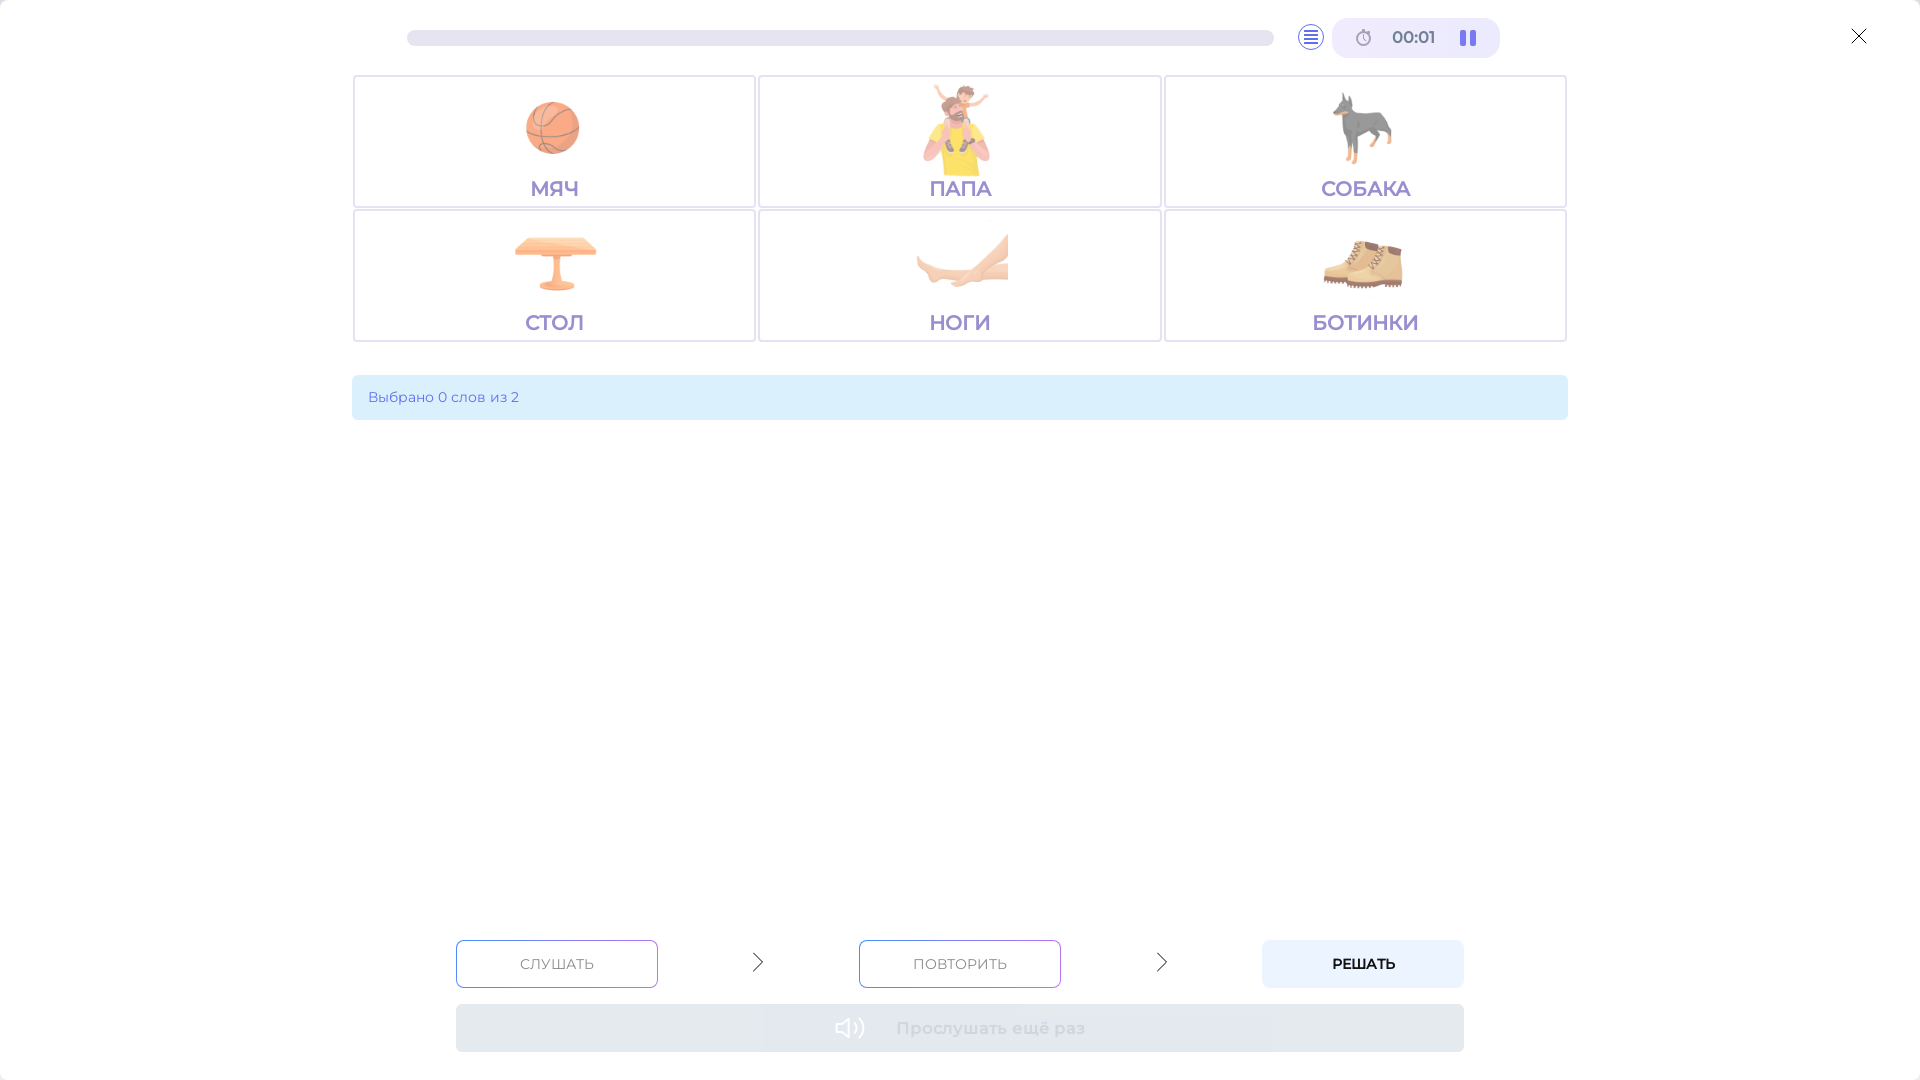 00:01
МЯЧ
ПАПА
СОБАКА
СТОЛ
НОГИ
БОТИНКИ
Выбрано 0 слов из 2
СЛУШАТЬ
ПОВТОРИТЬ
РЕШАТЬ
Прослушать ещё раз